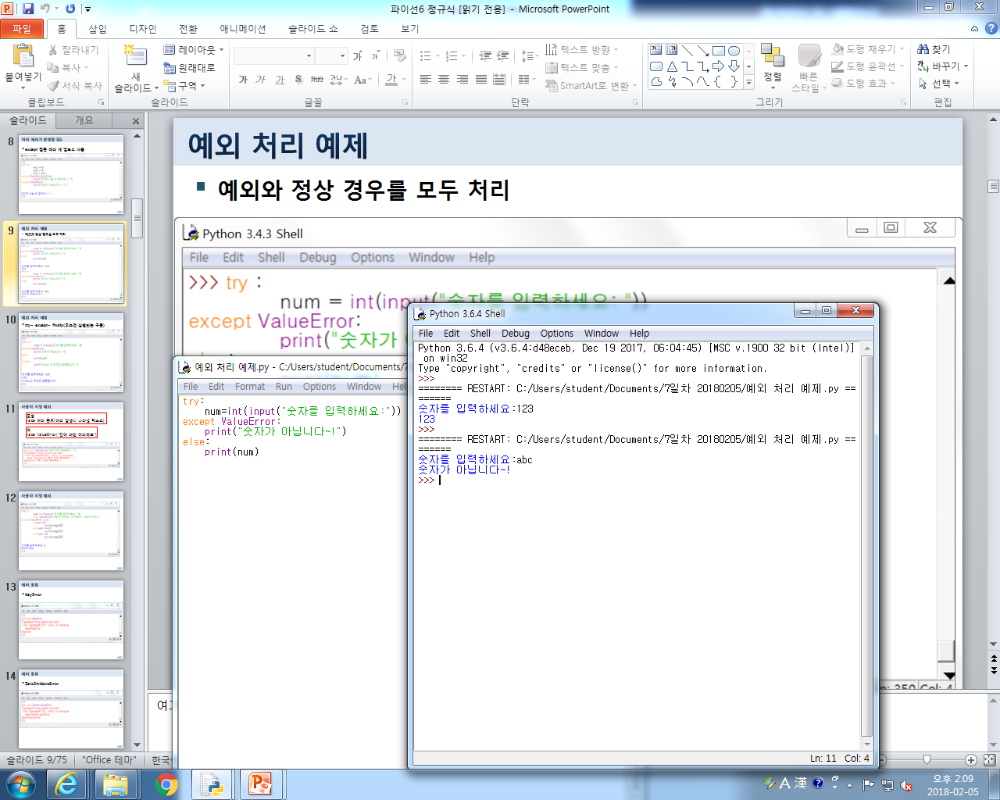 파이선6 정규식 [읽기 전용] - Microsoft PowerPoint
파일 홈 삽입 디자인 전환 애니메이션 슬라이드 쇼 검토 보기
붙여넣기
잘라내기
복사
서식 복사
클립보드
새 슬라이드
레이아웃
원래대로
구역
슬라이드
가 가 가 S 가나 Aa 가
글꼴
텍스트 방향
텍스트 맞춤
SmartArt로 변환
단락
정렬
빠른 스타일
도형 채우기
도형 윤곽선
도형 효과
그리기
찾기
바꾸기
선택
편집
슬라이드 개요
8
* except 절은 여러 개 별도로 사용
9
예외 처리 예제
10
예외 처리 예제
11
사용자 지정 예외
12
사용자 지정 예외
13
에러 종류
* KeyError
14
에러 종류
* ZeroDivisionError
예외 처리 예제
예외와 정상 경우를 모두 처리
Python 3.4.3 Shell
File Edit Shell Debug Options Window Help
>>> try :
num = int(input("숫자를 입력하세요: "))
except ValueError:
print("숫자가
예외 처리 예제.py - C:/Users/student/Documents/7
File Edit Format Run Options Window Hel
try:
num=int(input("숫자를 입력하세요:"))
except ValueError:
print("숫자가 아닙니다~!")
else:
print(num)
Python 3.6.4 Shell
File Edit Shell Debug Options Window Help
Python 3.6.4 (v3.6.4:d48eceb, Dec 19 2017, 06:04:45) [MSC v.1900 32 bit (Intel)]
on win32
Type "copyright", "credits" or "license()" for more information.
>>>
======== RESTART: C:/Users/student/Documents/7일차 20180205/예외 처리 예제.py ==
======
숫자를 입력하세요:123
123
>>>
======== RESTART: C:/Users/student/Documents/7일차 20180205/예외 처리 예제.py ==
======
숫자를 입력하세요:abc
숫자가 아닙니다~!
>>>
Ln: 11 Col: 4
Ln: 350 Col: 4
슬라이드 9/75 "Office 테마" 한국어
A 漢
오후 2:09
2018-02-05